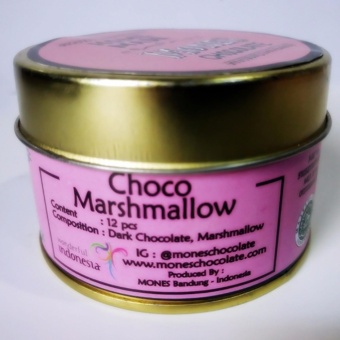 Choco
Marshmallow
Content : 12 pcs
Composition : Dark Chocolate, Marshmallow
wonderful
indonesia
IG : @moneschocolate
www.moneschocolate.com
Produced By :
MONES Bandung - Indonesia